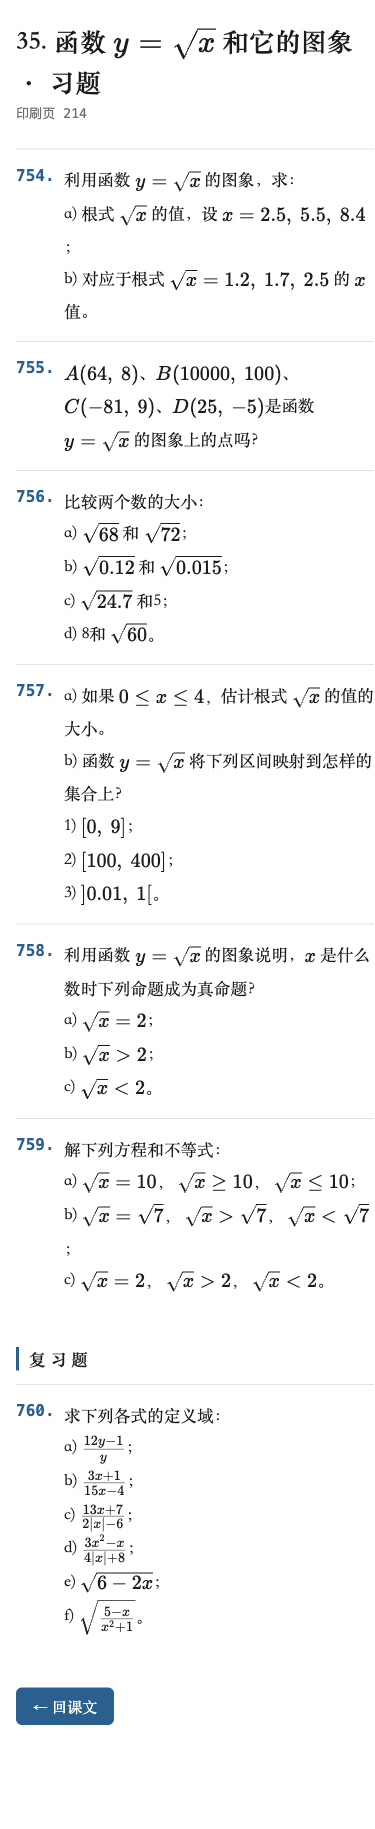 35. 函数 y = √x 和它的图象
· 习题
印刷页 214
754. 利用函数 y = √x 的图象，求：
a) 根式 √x 的值，设 x = 2.5, 5.5, 8.4
;
b) 对应于根式 √x = 1.2, 1.7, 2.5 的 x
值。
755. A(64, 8)、B(10000, 100)、
C(−81, 9)、D(25, −5)是函数
y = √x 的图象上的点吗?
756. 比较两个数的大小：
a) √68 和 √72;
b) √0.12 和 √0.015;
c) √24.7 和5;
d) 8和 √60。
757. a) 如果 0 ≤ x ≤ 4，估计根式 √x 的值的
大小。
b) 函数 y = √x 将下列区间映射到怎样的
集合上?
1) [0, 9];
2) [100, 400];
3) ]0.01, 1[。
758. 利用函数 y = √x 的图象说明，x 是什么
数时下列命题成为真命题?
a) √x = 2;
b) √x > 2;
c) √x < 2。
759. 解下列方程和不等式：
a) √x = 10， √x ≥ 10， √x ≤ 10;
b) √x = √7， √x > √7， √x < √7
;
c) √x = 2， √x > 2， √x < 2。
复习题
760. 求下列各式的定义域：
a) (12y−1)/y;
b) (3x+1)/(15x−4);
c) (13x+7)/(2|x|−6);
d) (3x²−x)/(4|x|+8);
e) √(6 − 2x);
f) √((5−x)/(x²+1))。
← 回课文